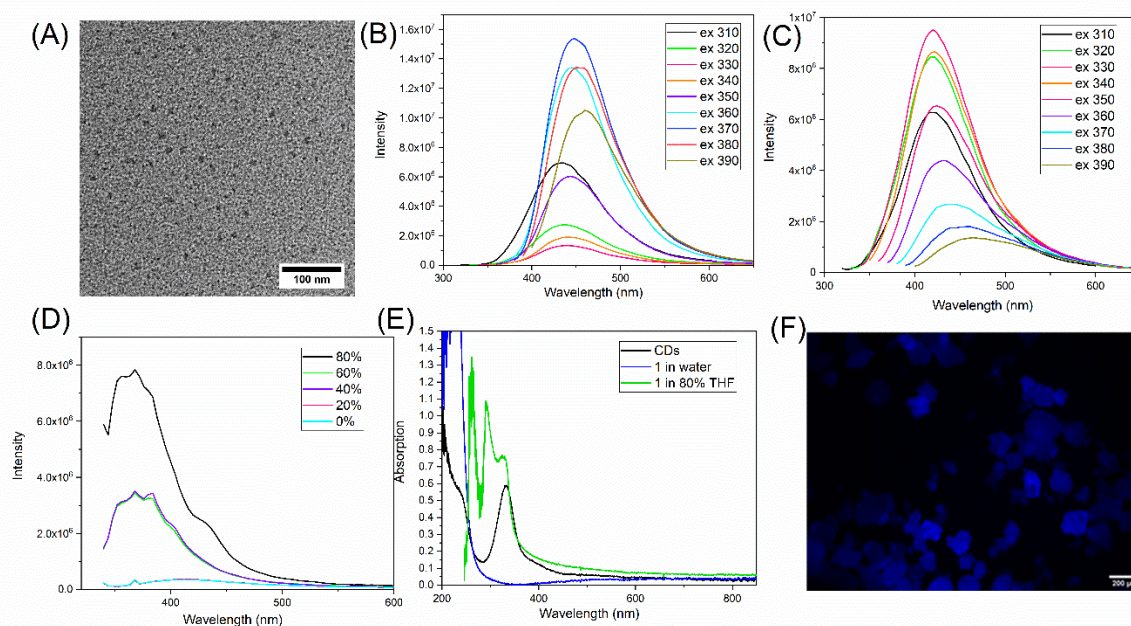 (A)
100 nm
(B)
Intensity
1.6x10⁷
1.4x10⁷
1.2x10⁷
1.0x10⁷
8.0x10⁶
6.0x10⁶
4.0x10⁶
2.0x10⁶
0.0
400
500
600
Wavelength (nm)
ex 310
ex 320
ex 330
ex 340
ex 350
ex 360
ex 370
ex 380
ex 390
(C)
Intensity
1x10⁷
8x10⁶
6x10⁶
4x10⁶
2x10⁶
0
300
400
500
600
Wavelength (nm)
ex 310
ex 320
ex 330
ex 340
ex 350
ex 360
ex 370
ex 380
ex 390
(D)
Intensity
8.0x10⁶
6.0x10⁶
4.0x10⁶
2.0x10⁶
0.0
400
500
600
Wavelength (nm)
80%
60%
40%
20%
0%
(E)
Absorption
1.5
1.4
1.3
1.2
1.1
1.0
0.9
0.8
0.7
0.6
0.5
0.4
0.3
0.2
0.1
0.0
200
400
600
800
Wavelength (nm)
CDs
1 in water
1 in 80% THF
(F)